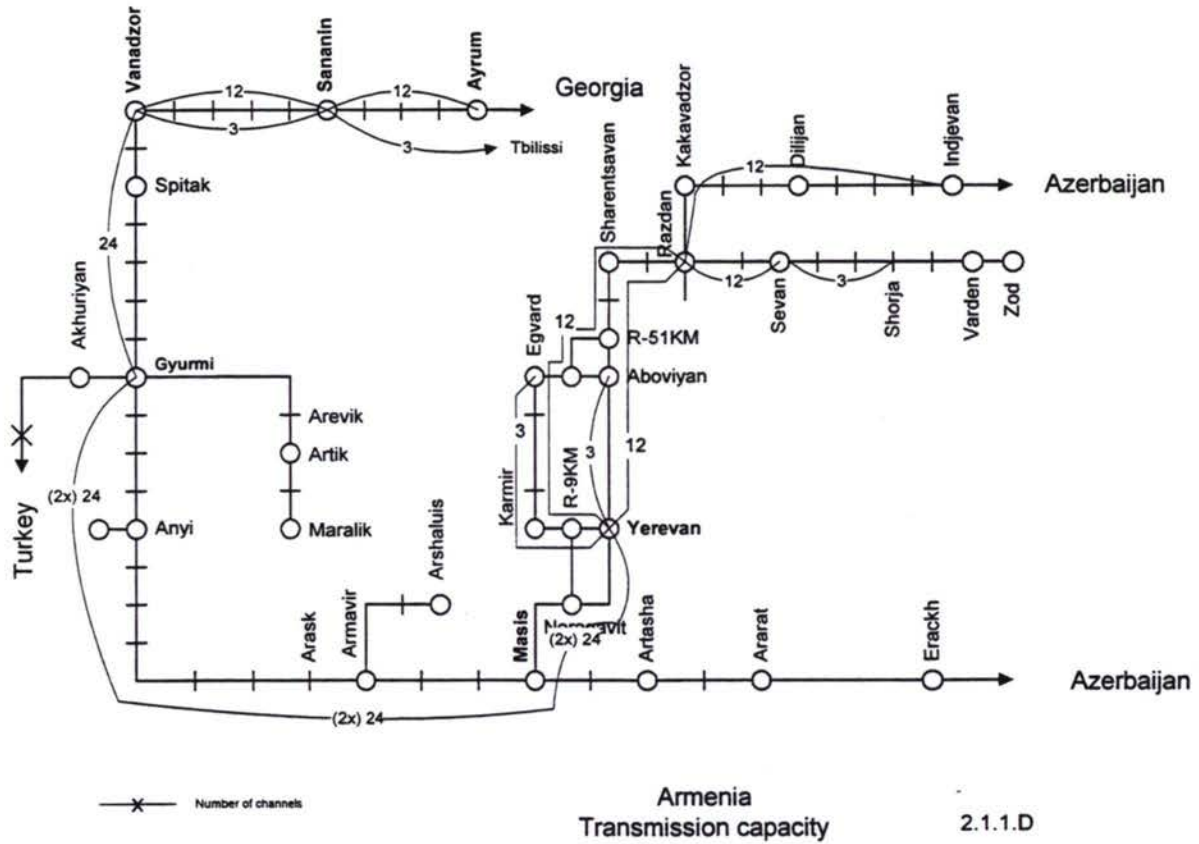 Vanadzor
Sananin
Ayrum
12
12
Georgia
3
3
Tbilissi
Spitak
24
Akhuriyan
Gyurmi
Arevik
Artik
Maralik
(2x) 24
Turkey
Anyi
Arask
Armavir
Arshaluis
Masis
(2x) 24
(2x) 24
Artasha
Ararat
Erackh
Azerbaijan
Sharentsavan
Kakavadzor
Razdan
Dilijan
Indjevan
12
Azerbaijan
12
Sevan
3
Shorja
Varden
Zod
Egvard
12
R-51KM
Aboviyan
3
Karmir
R-9KM
3
12
Yerevan
Number of channels
Armenia
Transmission capacity
2.1.1.D